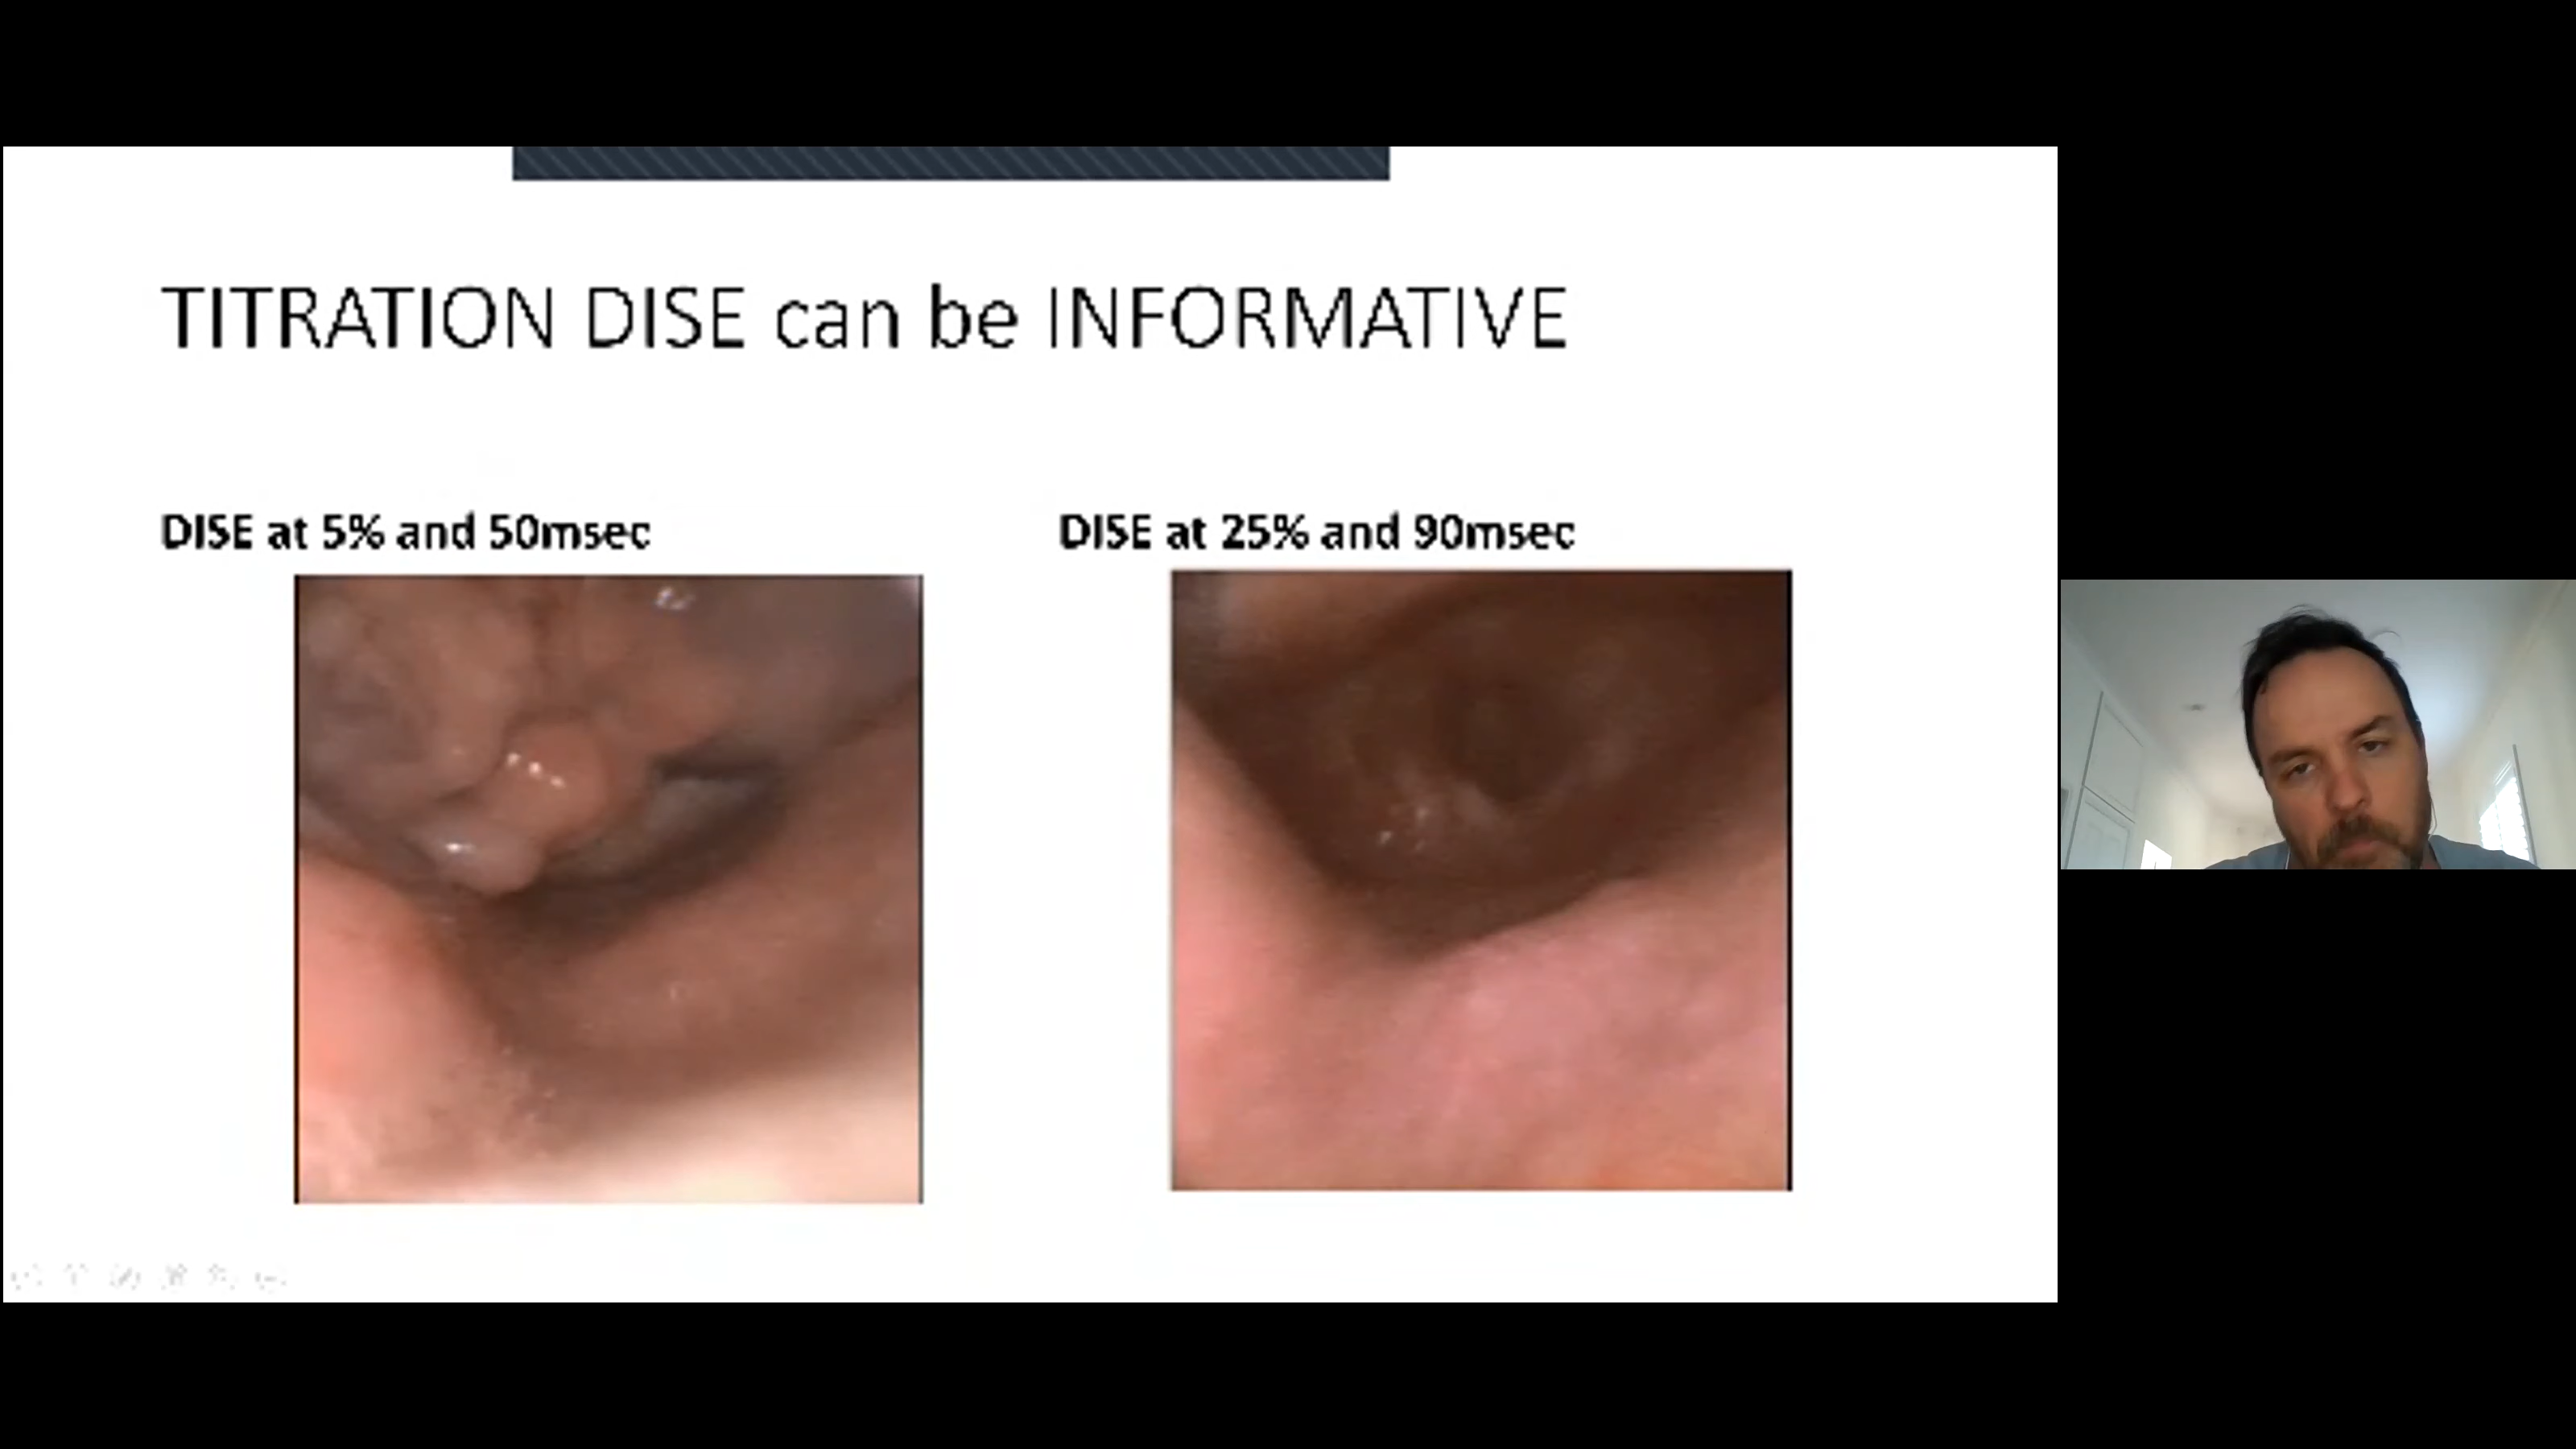 TITRATION DISE can be INFORMATIVE
DISE at 5% and 50msec
DISE at 25% and 90msec